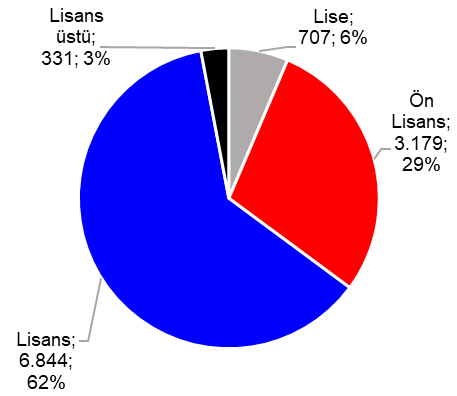 Lisans
üstü;
331; 3%
Lise;
707; 6%
Ön
Lisans;
3.179;
29%
Lisans;
6.844;
62%